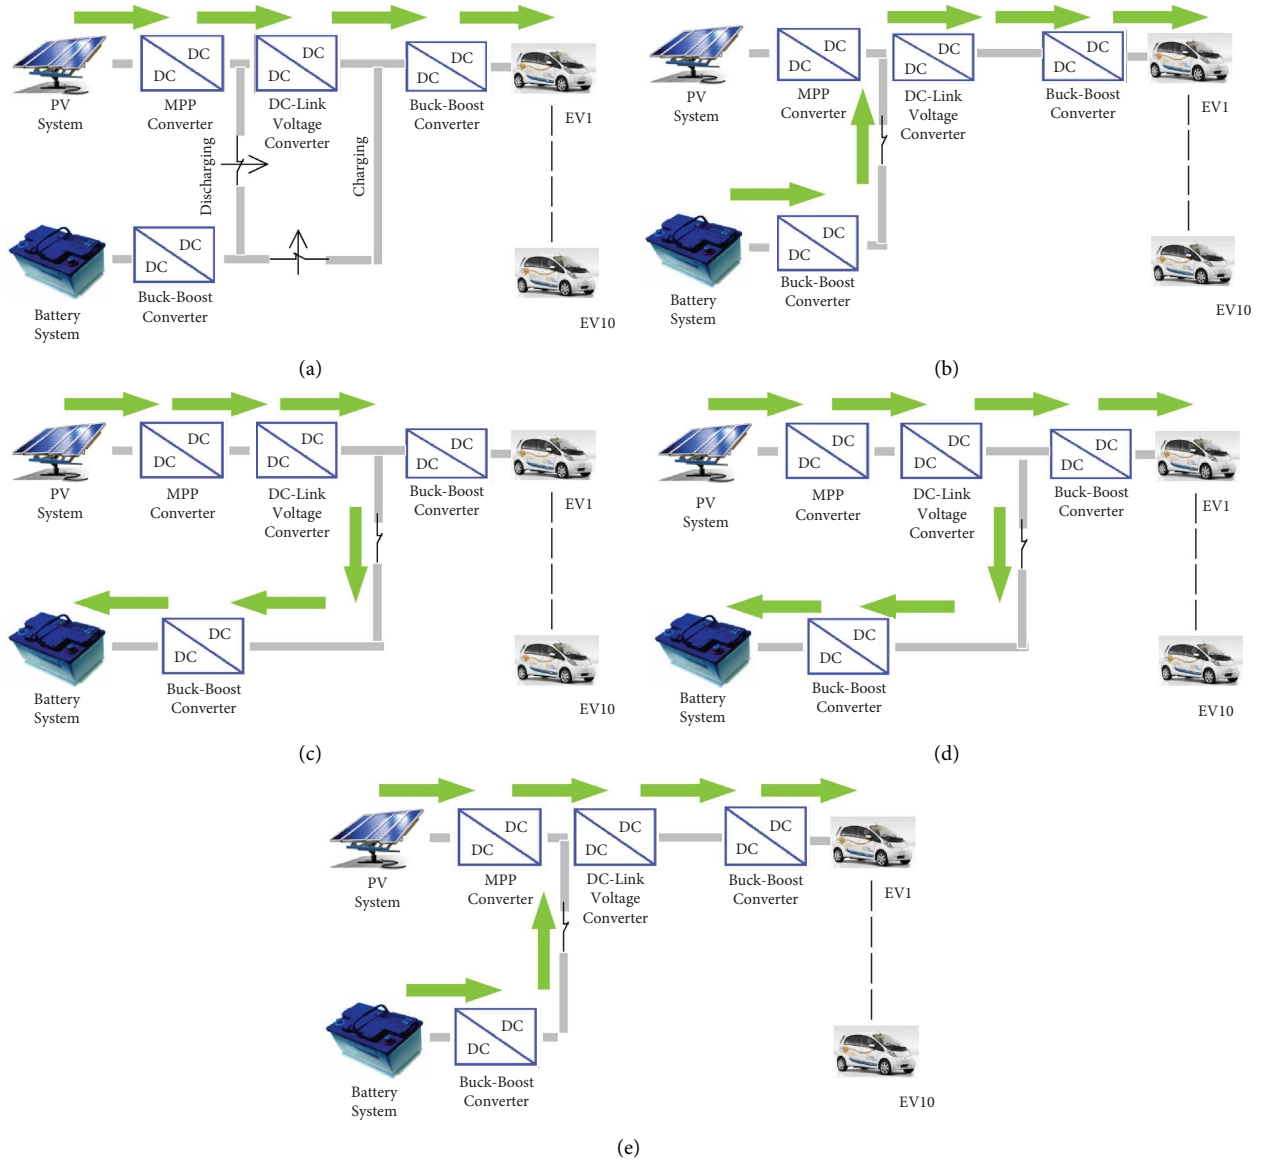 DC
DC
DC
DC
DC
DC
PV
System
MPP
Converter
DC-Link
Voltage
Converter
Buck-Boost
Converter
EV1
Discharging
Charging
DC
DC
Battery
System
Buck-Boost
Converter
EV10
(a)
DC
DC
DC
DC
DC
DC
PV
System
MPP
Converter
DC-Link
Voltage
Converter
Buck-Boost
Converter
EV1
DC
DC
Battery
System
Buck-Boost
Converter
EV10
(b)
DC
DC
DC
DC
DC
DC
PV
System
MPP
Converter
DC-Link
Voltage
Converter
Buck-Boost
Converter
EV1
DC
DC
Battery
System
Buck-Boost
Converter
EV10
(c)
DC
DC
DC
DC
DC
DC
PV
System
MPP
Converter
DC-Link
Voltage
Converter
Buck-Boost
Converter
EV1
DC
DC
Battery
System
Buck-Boost
Converter
EV10
(d)
DC
DC
DC
DC
DC
DC
PV
System
MPP
Converter
DC-Link
Voltage
Converter
Buck-Boost
Converter
EV1
DC
DC
Battery
System
Buck-Boost
Converter
EV10
(e)